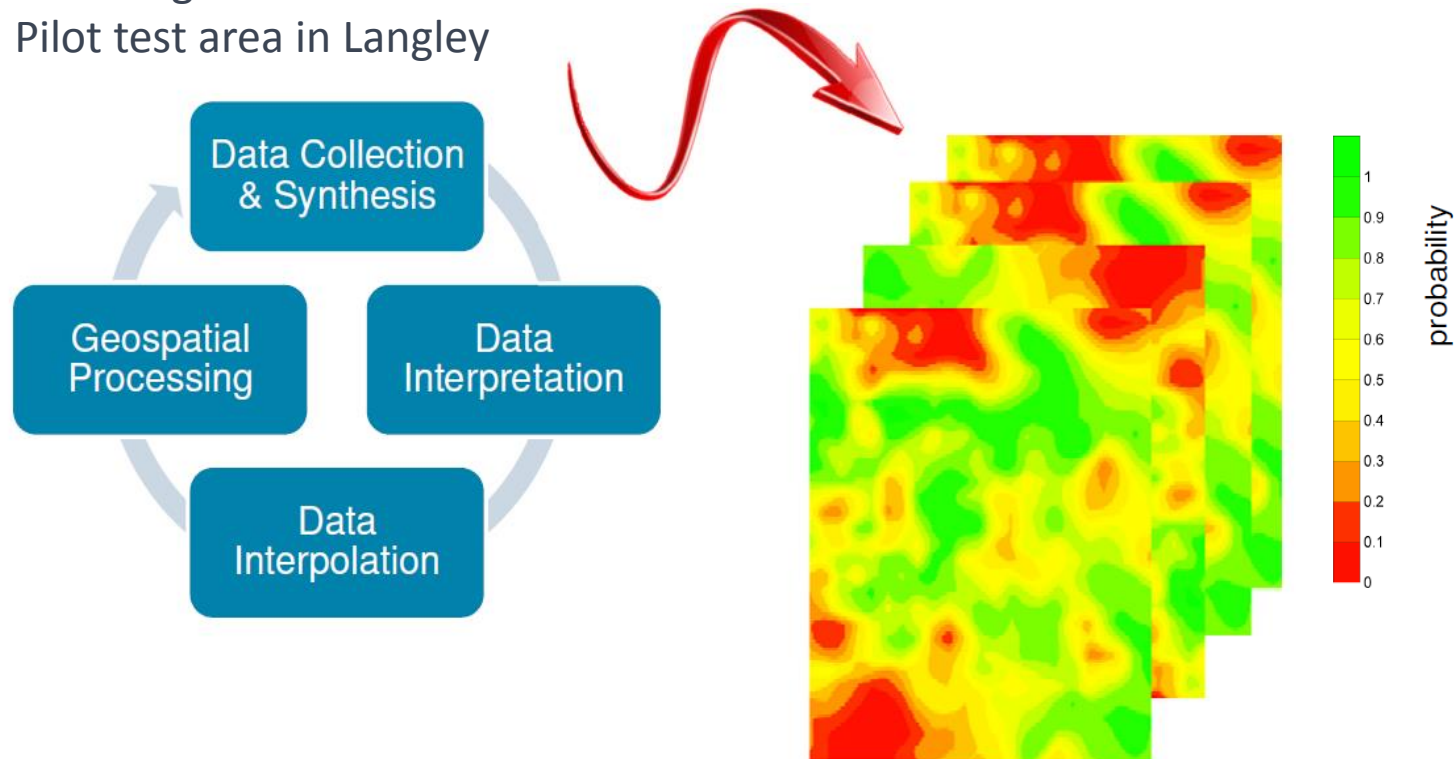 Pilot test area in Langley
Data Collection
& Synthesis
Geospatial
Processing
Data
Interpretation
Data
Interpolation
1
0.9
0.8
0.7
0.6
0.5
0.4
0.3
0.2
0.1
0
probability